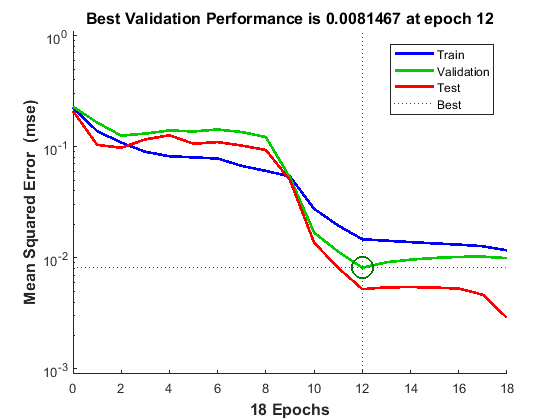 Best Validation Performance is 0.0081467 at epoch 12
Mean Squared Error (mse)
10^0
10^-1
10^-2
10^-3
Train
Validation
Test
Best
0 2 4 6 8 10 12 14 16 18
18 Epochs